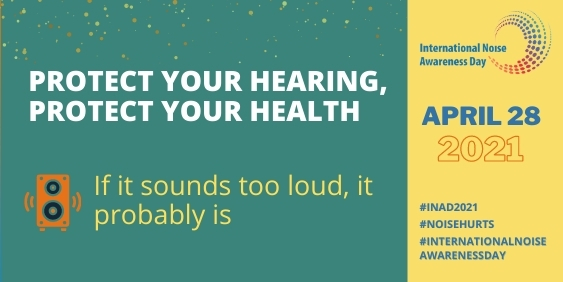 PROTECT YOUR HEARING,
PROTECT YOUR HEALTH
If it sounds too loud, it
probably is
International Noise
Awareness Day
APRIL 28
2021
#INAD2021
#NOISEHURTS
#INTERNATIONALNOISE
AWARENESSDAY